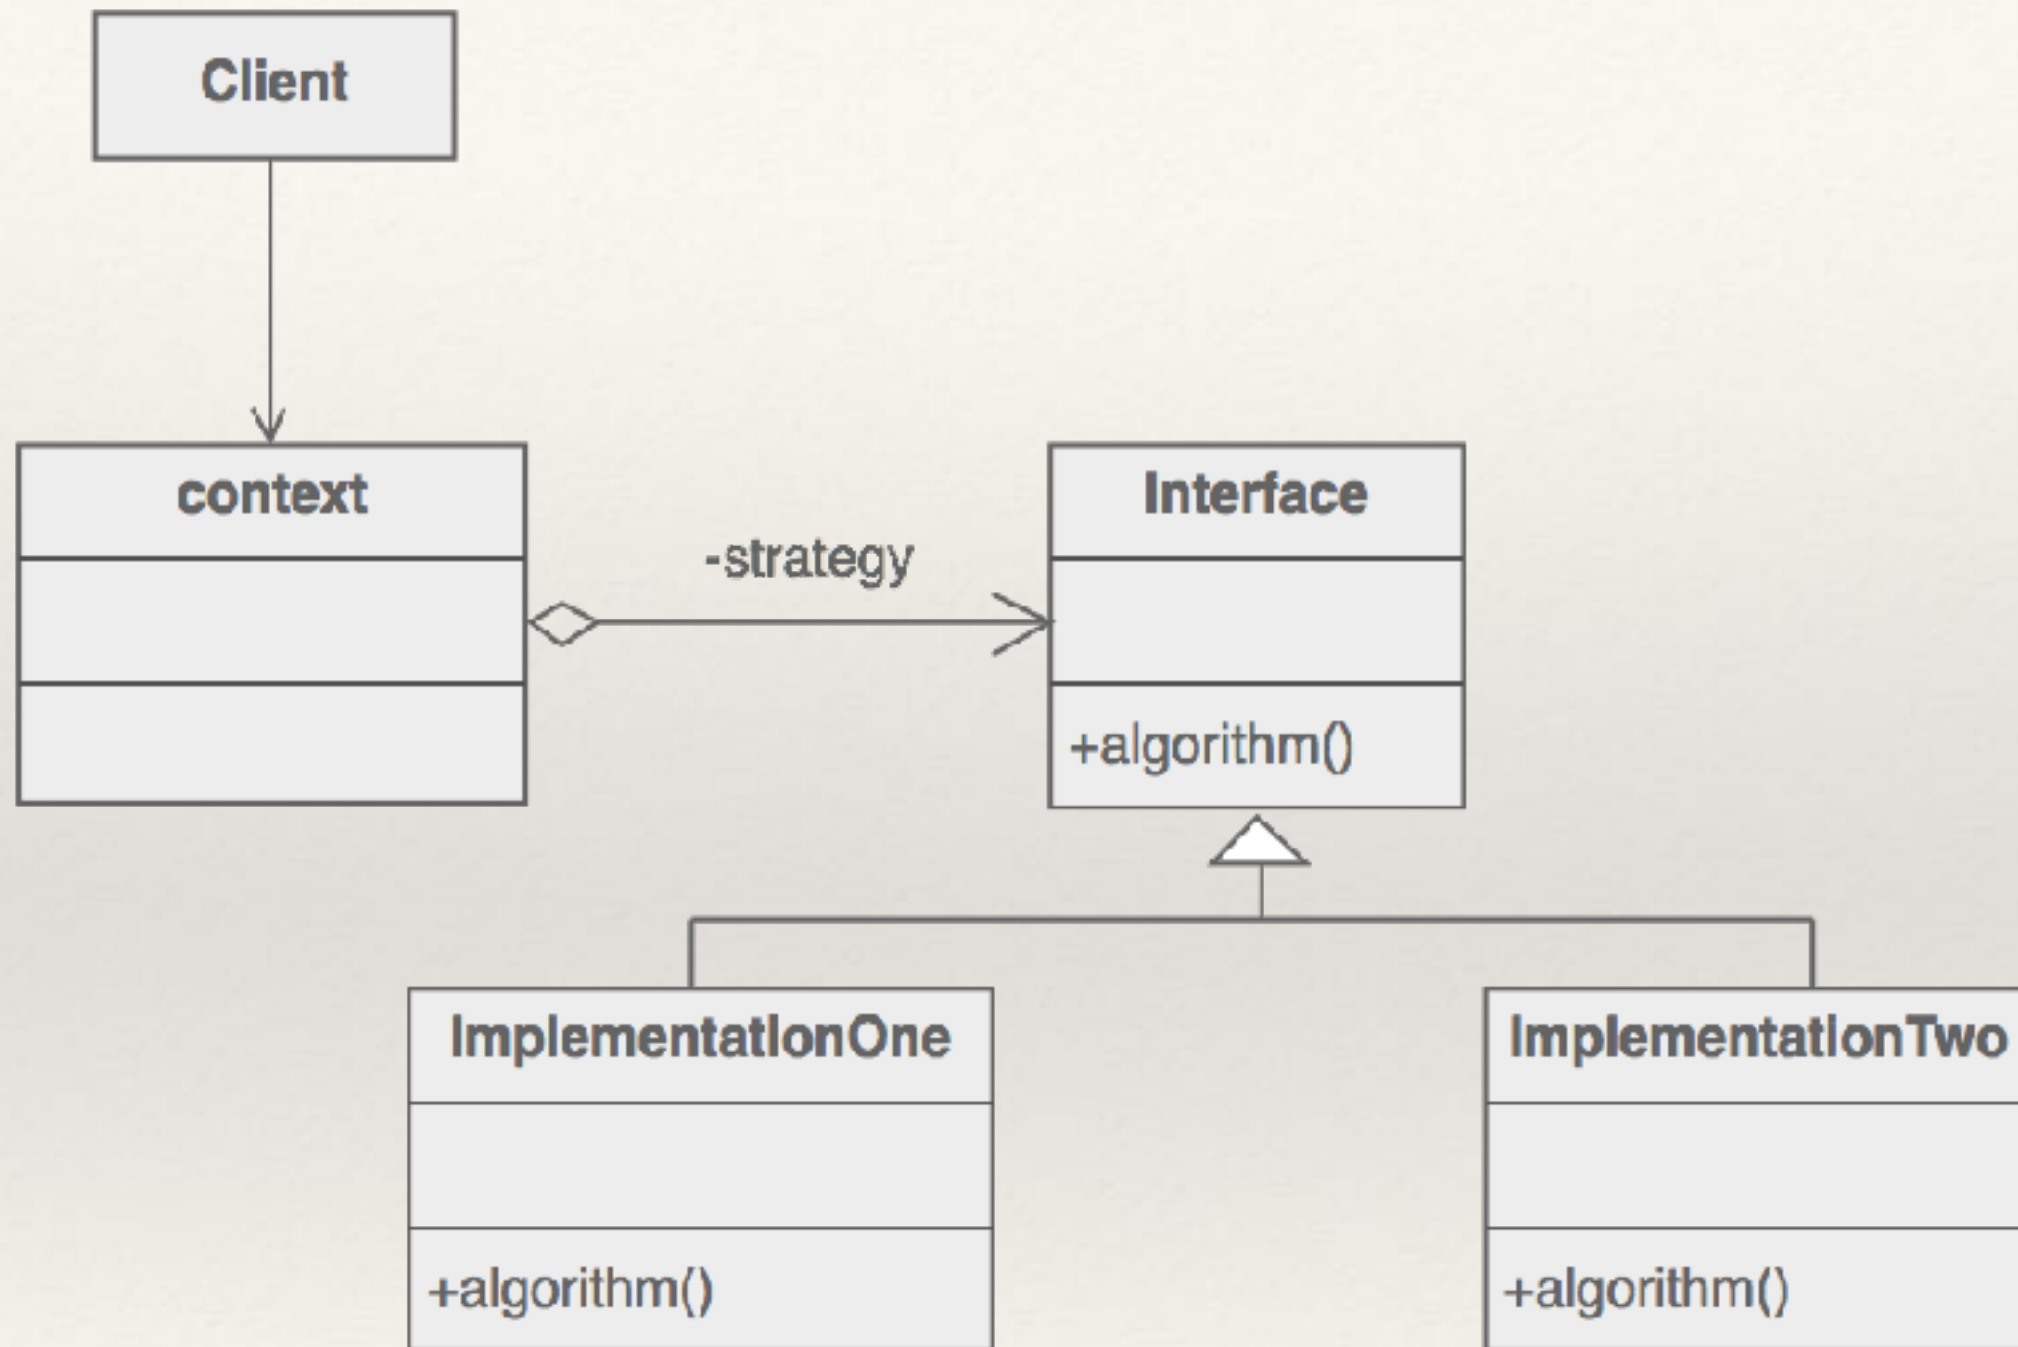 Client
context
-strategy
Interface
+algorithm()
ImplementationOne
+algorithm()
ImplementationTwo
+algorithm()